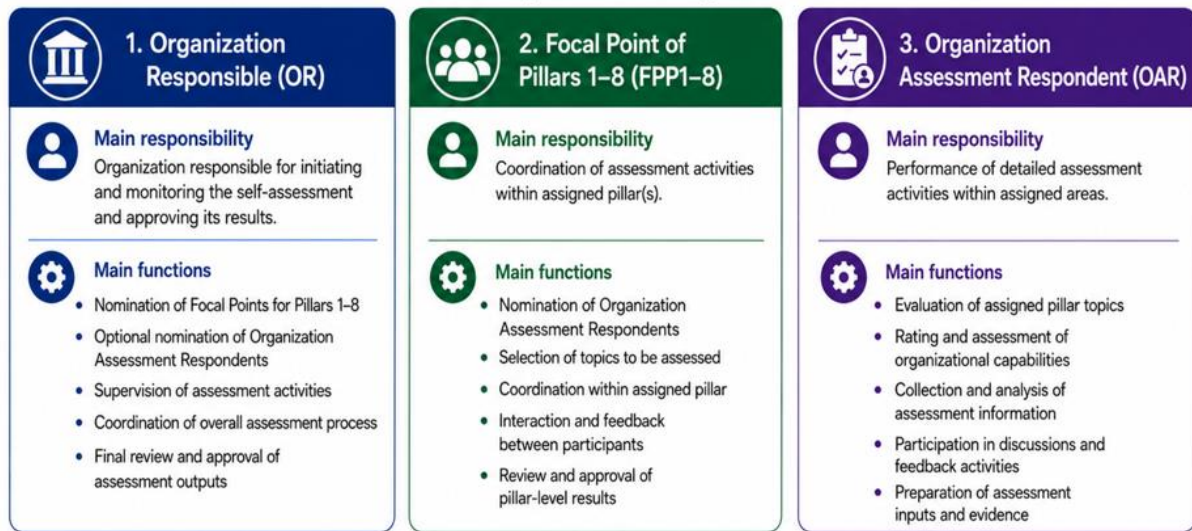 1. Organization
Responsible (OR)
Main responsibility
Organization responsible for initiating
and monitoring the self-assessment
and approving its results.
Main functions
• Nomination of Focal Points for Pillars 1–8
• Optional nomination of Organization
Assessment Respondents
• Supervision of assessment activities
• Coordination of overall assessment process
• Final review and approval of
assessment outputs
2. Focal Point of
Pillars 1–8 (FPP1–8)
Main responsibility
Coordination of assessment activities
within assigned pillar(s).
Main functions
• Nomination of Organization
Assessment Respondents
• Selection of topics to be assessed
• Coordination within assigned pillar
• Interaction and feedback
between participants
• Review and approval of
pillar-level results
3. Organization
Assessment Respondent (OAR)
Main responsibility
Performance of detailed assessment
activities within assigned areas.
Main functions
• Evaluation of assigned pillar topics
• Rating and assessment of
organizational capabilities
• Collection and analysis of
assessment information
• Participation in discussions and
feedback activities
• Preparation of assessment
inputs and evidence